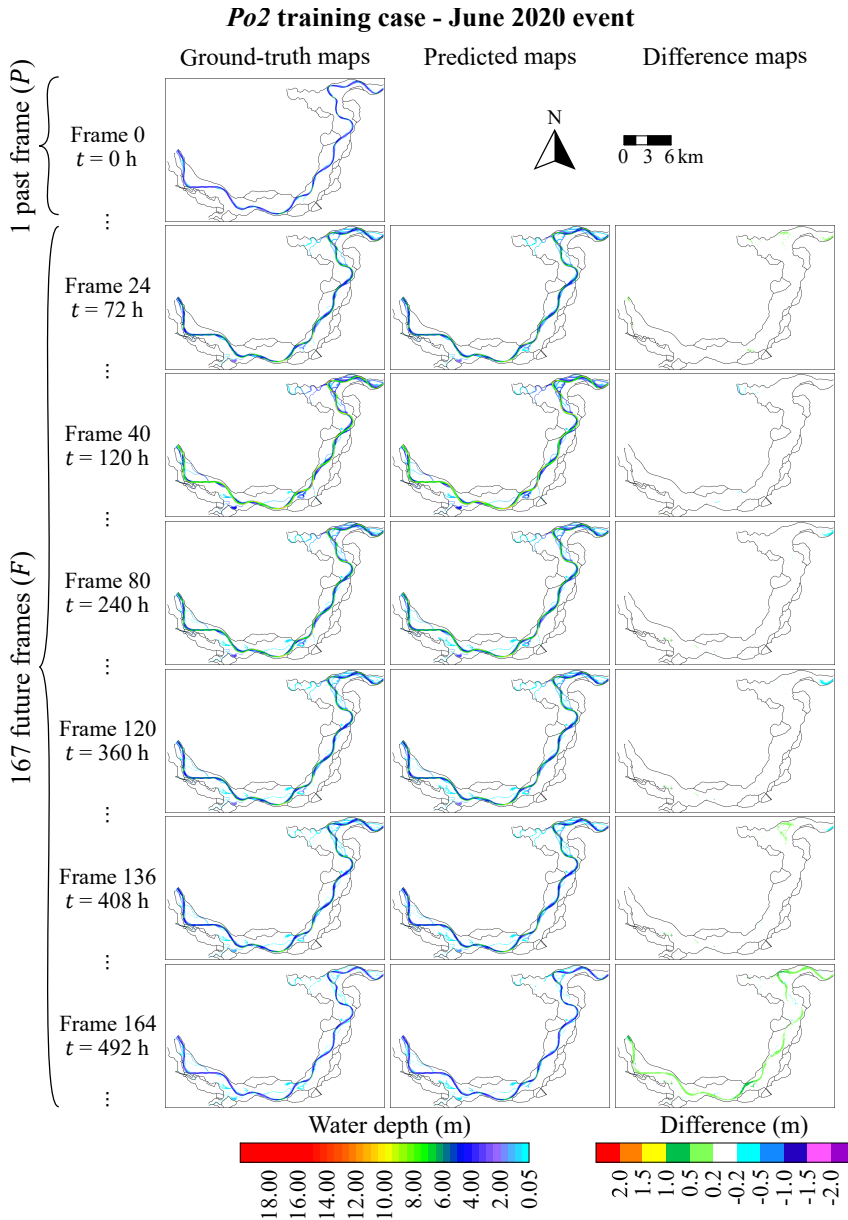 Po2 training case - June 2020 event
Ground-truth maps
Predicted maps
Difference maps
1 past frame (P)
Frame 0
t = 0 h
...
N
0 3 6 km
167 future frames (F)
Frame 24
t = 72 h
...
Frame 40
t = 120 h
...
Frame 80
t = 240 h
...
Frame 120
t = 360 h
...
Frame 136
t = 408 h
...
Frame 164
t = 492 h
...
Water depth (m)
18.00
16.00
14.00
12.00
10.00
8.00
6.00
4.00
2.00
0.05
Difference (m)
2.0
1.5
1.0
0.5
0.2
-0.2
-0.5
-1.0
-1.5
-2.0